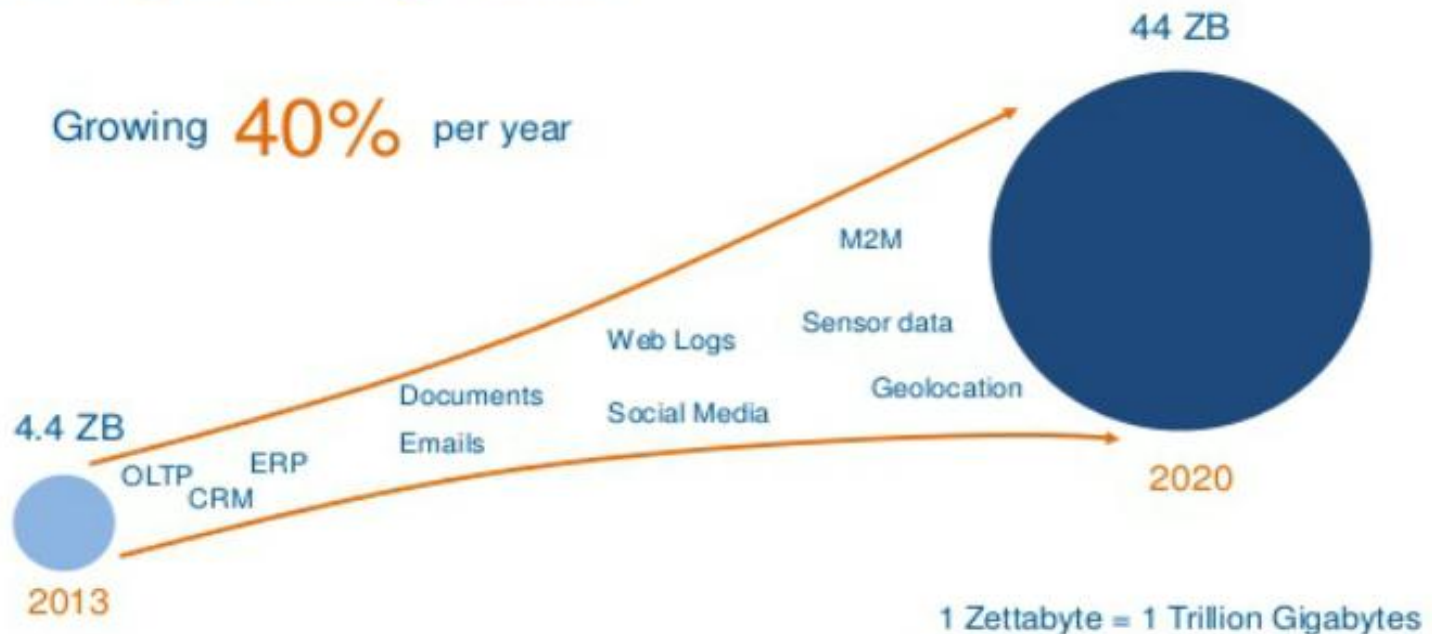 44 ZB
Growing 40% per year
M2M
Sensor data
Web Logs
Geolocation
Documents
Social Media
4.4 ZB
Emails
ERP
OLTP
CRM
2020
2013
1 Zettabyte = 1 Trillion Gigabytes